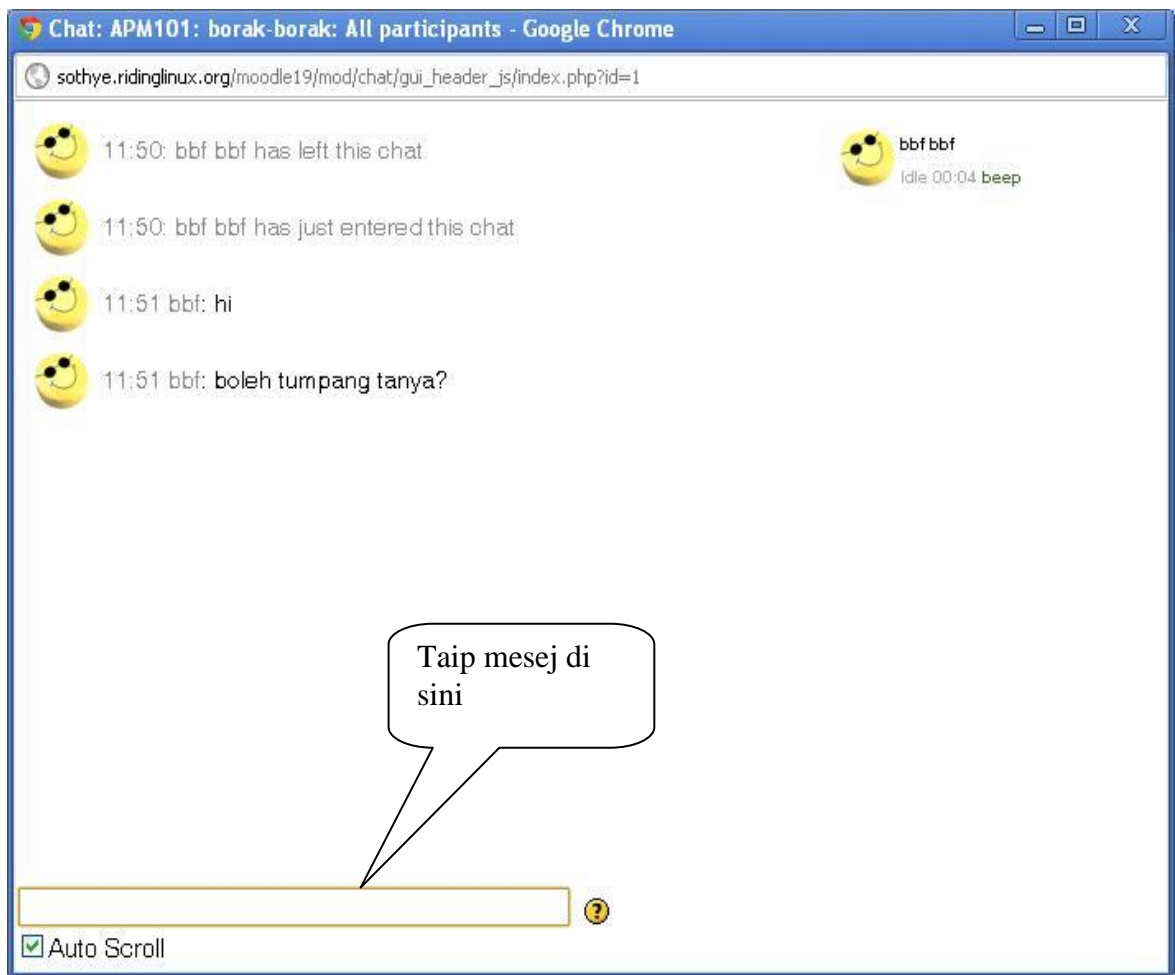 Chat: APM101: borak-borak: All participants - Google Chrome
sothye.ridinglinux.org/moodle19/mod/chat/gui_header_js/index.php?id=1
11:50: bbf bbf has left this chat
bbf bbf
Idle 00:04 beep
11:50: bbf bbf has just entered this chat
11:51 bbf: hi
11:51 bbf: boleh tumpang tanya?
Taip mesej di
sini
?
Auto Scroll